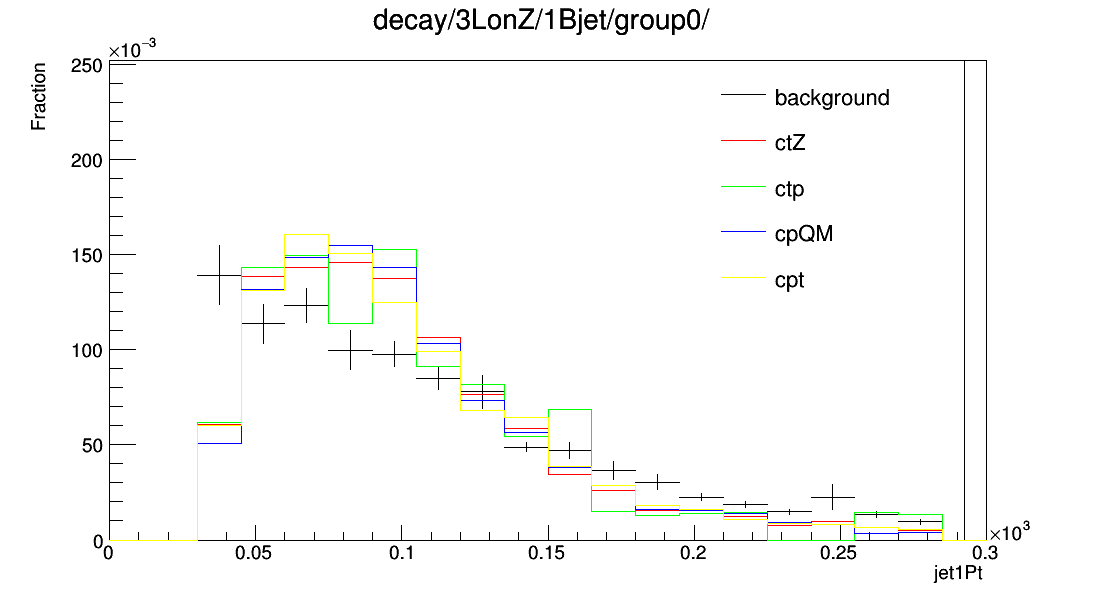 decay/3LonZ/1Bjet/group0/
×10⁻³
Fraction
250
200
150
100
50
0
background
ctZ
ctp
cpQM
cpt
0 0.05 0.1 0.15 0.2 0.25 0.3
×10³
jet1Pt